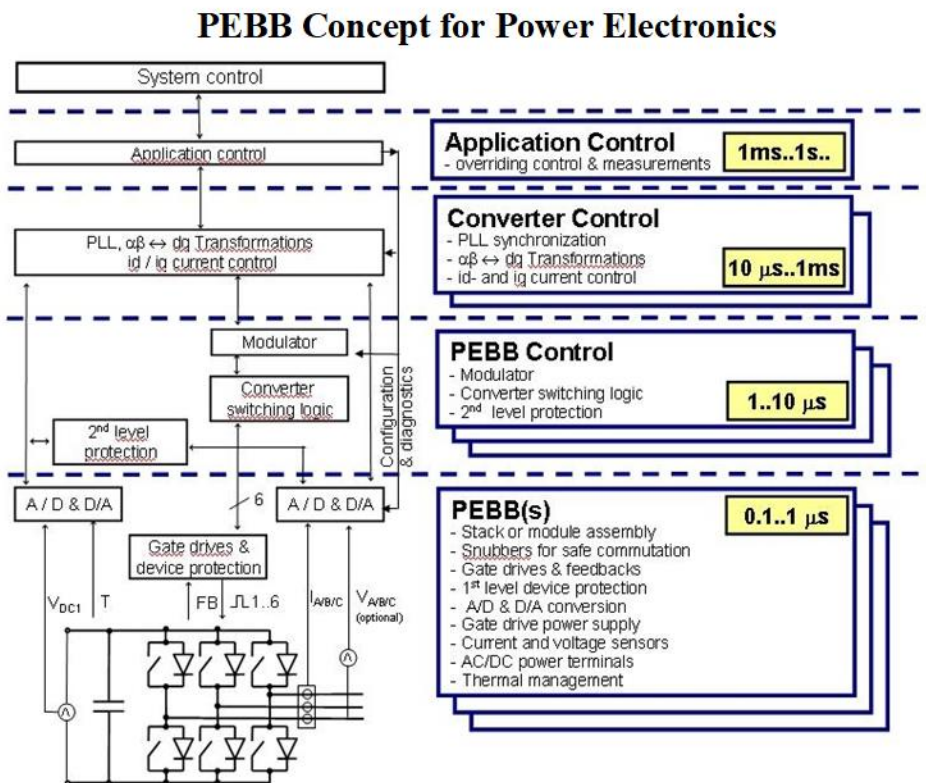 PEBB Concept for Power Electronics
System control
Application control
PLL, αβ ↔ dq Transformations
id / iq current control
Modulator
Converter
switching logic
2nd level
protection
Configuration
& diagnostics
A / D & D/A
6
A / D & D/A
Gate drives &
device protection
VDC1
T
FB
1..6
IA/B/C
VA/B/C
(optional)
Application Control
- overriding control & measurements
1ms..1s..
Converter Control
- PLL synchronization
- αβ ↔ dq Transformations
- id- and iq current control
10 μs..1ms
PEBB Control
- Modulator
- Converter switching logic
- 2nd level protection
1..10 μs
PEBB(s)
0.1..1 μs
- Stack or module assembly
- Snubbers for safe commutation
- Gate drives & feedbacks
- 1st level device protection
- A/D & D/A conversion
- Gate drive power supply
- Current and voltage sensors
- AC/DC power terminals
- Thermal management